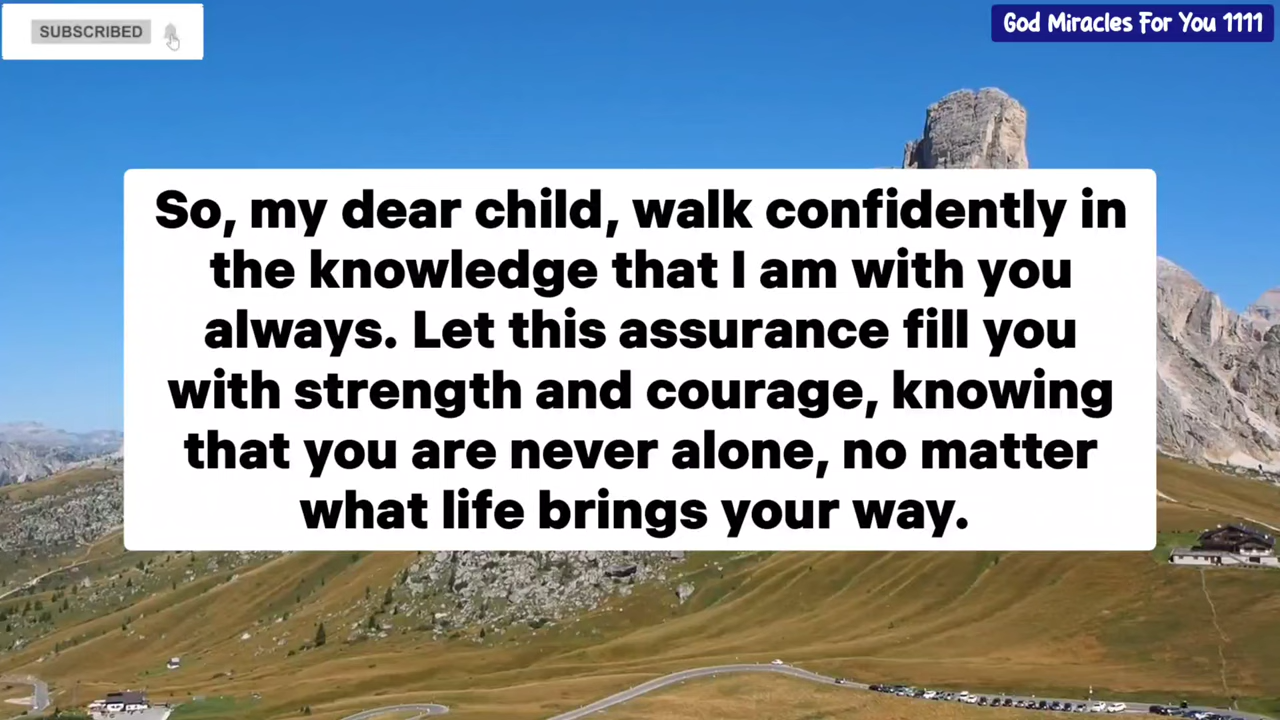 SUBSCRIBED
God Miracles For You 1111
So, my dear child, walk confidently in
the knowledge that I am with you
always. Let this assurance fill you
with strength and courage, knowing
that you are never alone, no matter
what life brings your way.